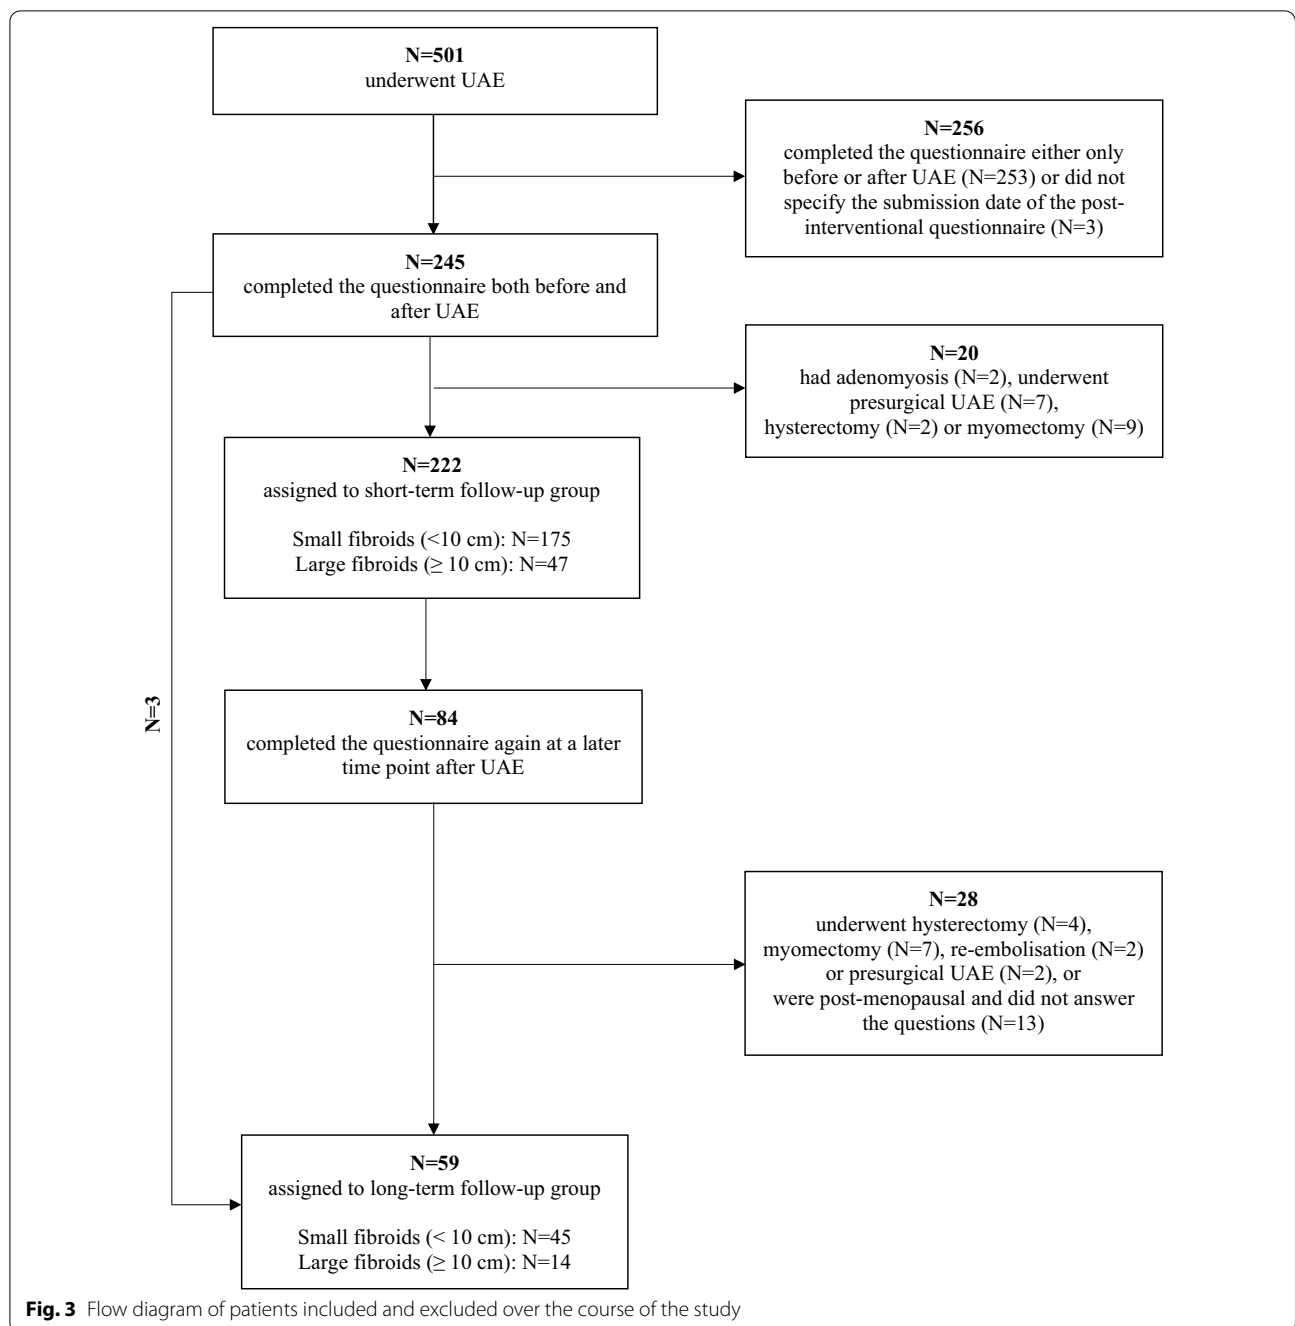 N=501
underwent UAE
N=256
completed the questionnaire either only
before or after UAE (N=253) or did not
specify the submission date of the post-
interventional questionnaire (N=3)
N=245
completed the questionnaire both before and
after UAE
N=20
had adenomyosis (N=2), underwent
presurgical UAE (N=7),
hysterectomy (N=2) or myomectomy (N=9)
N=222
assigned to short-term follow-up group
Small fibroids (<10 cm): N=175
Large fibroids (≥ 10 cm): N=47
N=3
N=84
completed the questionnaire again at a later
time point after UAE
N=28
underwent hysterectomy (N=4),
myomectomy (N=7), re-embolisation (N=2)
or presurgical UAE (N=2), or
were post-menopausal and did not answer
the questions (N=13)
N=59
assigned to long-term follow-up group
Small fibroids (< 10 cm): N=45
Large fibroids (≥ 10 cm): N=14
Fig. 3 Flow diagram of patients included and excluded over the course of the study